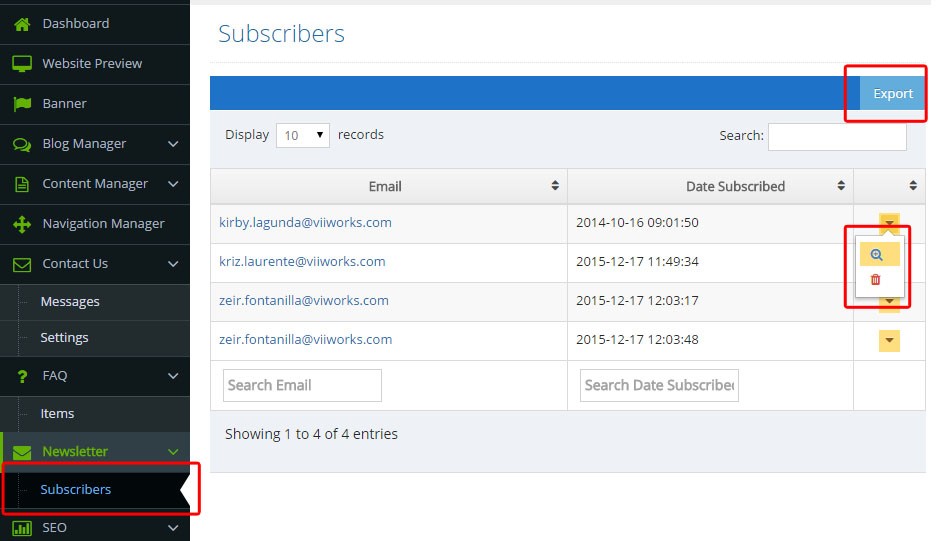 Dashboard
Website Preview
Banner
Blog Manager
Content Manager
Navigation Manager
Contact Us
Messages
Settings
FAQ
Items
Newsletter
Subscribers
SEO
Subscribers
Export
Display 10 records
Search:
Email Date Subscribed
kirby.lagunda@viiworks.com 2014-10-16 09:01:50
kriz.laurente@viiworks.com 2015-12-17 11:49:34
zeir.fontanilla@viiworks.com 2015-12-17 12:03:17
zeir.fontanilla@viiworks.com 2015-12-17 12:03:48
Search Email Search Date Subscribed
Showing 1 to 4 of 4 entries